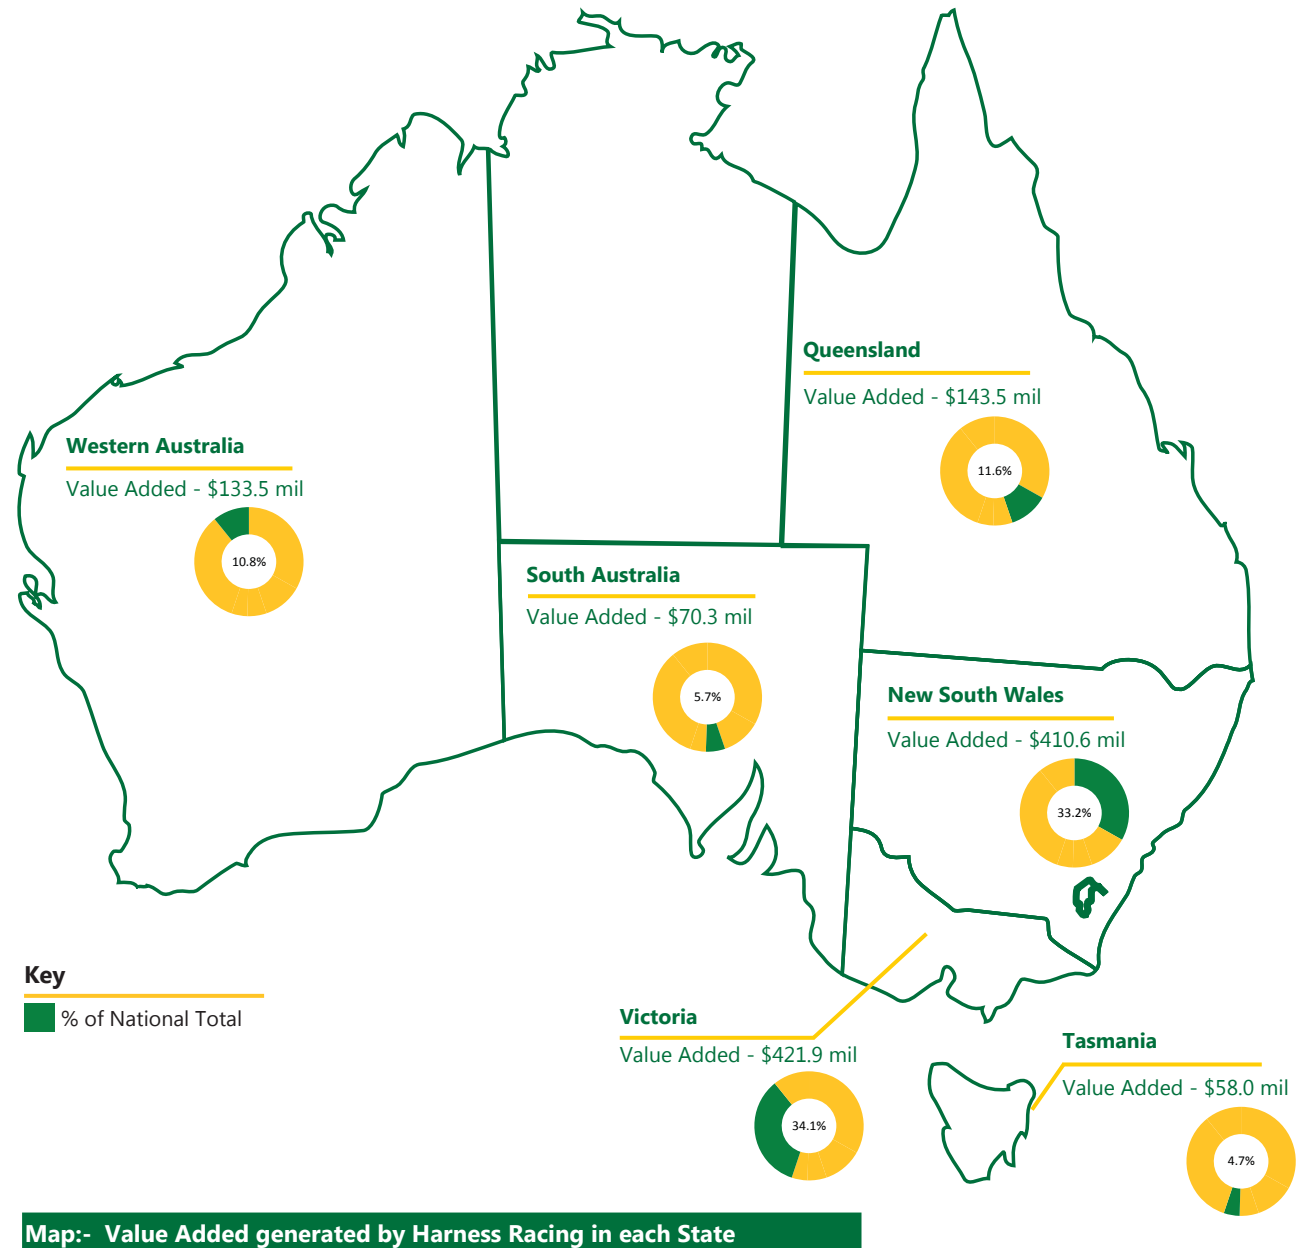 Queensland
Value Added - $143.5 mil
11.6%
Western Australia
Value Added - $133.5 mil
10.8%
South Australia
Value Added - $70.3 mil
5.7%
New South Wales
Value Added - $410.6 mil
33.2%
Key
% of National Total
Victoria
Value Added - $421.9 mil
34.1%
Tasmania
Value Added - $58.0 mil
4.7%
Map:- Value Added generated by Harness Racing in each State